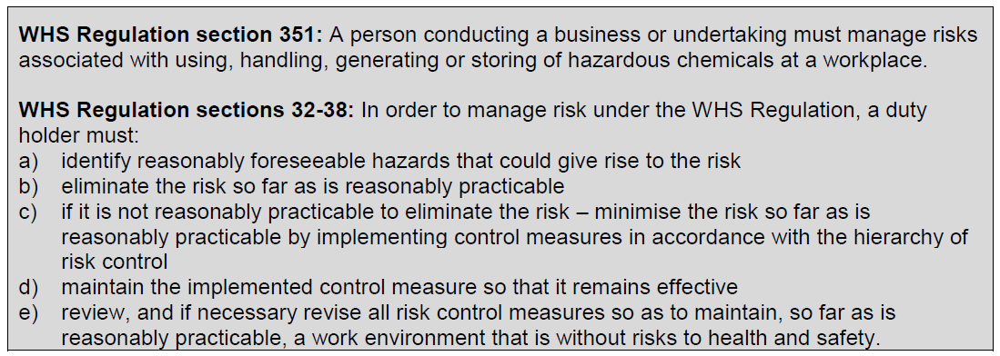 WHS Regulation section 351: A person conducting a business or undertaking must manage risks
associated with using, handling, generating or storing of hazardous chemicals at a workplace.
WHS Regulation sections 32-38: In order to manage risk under the WHS Regulation, a duty
holder must:
a) identify reasonably foreseeable hazards that could give rise to the risk
b) eliminate the risk so far as is reasonably practicable
c) if it is not reasonably practicable to eliminate the risk – minimise the risk so far as is
reasonably practicable by implementing control measures in accordance with the hierarchy of
risk control
d) maintain the implemented control measure so that it remains effective
e) review, and if necessary revise all risk control measures so as to maintain, so far as is
reasonably practicable, a work environment that is without risks to health and safety.